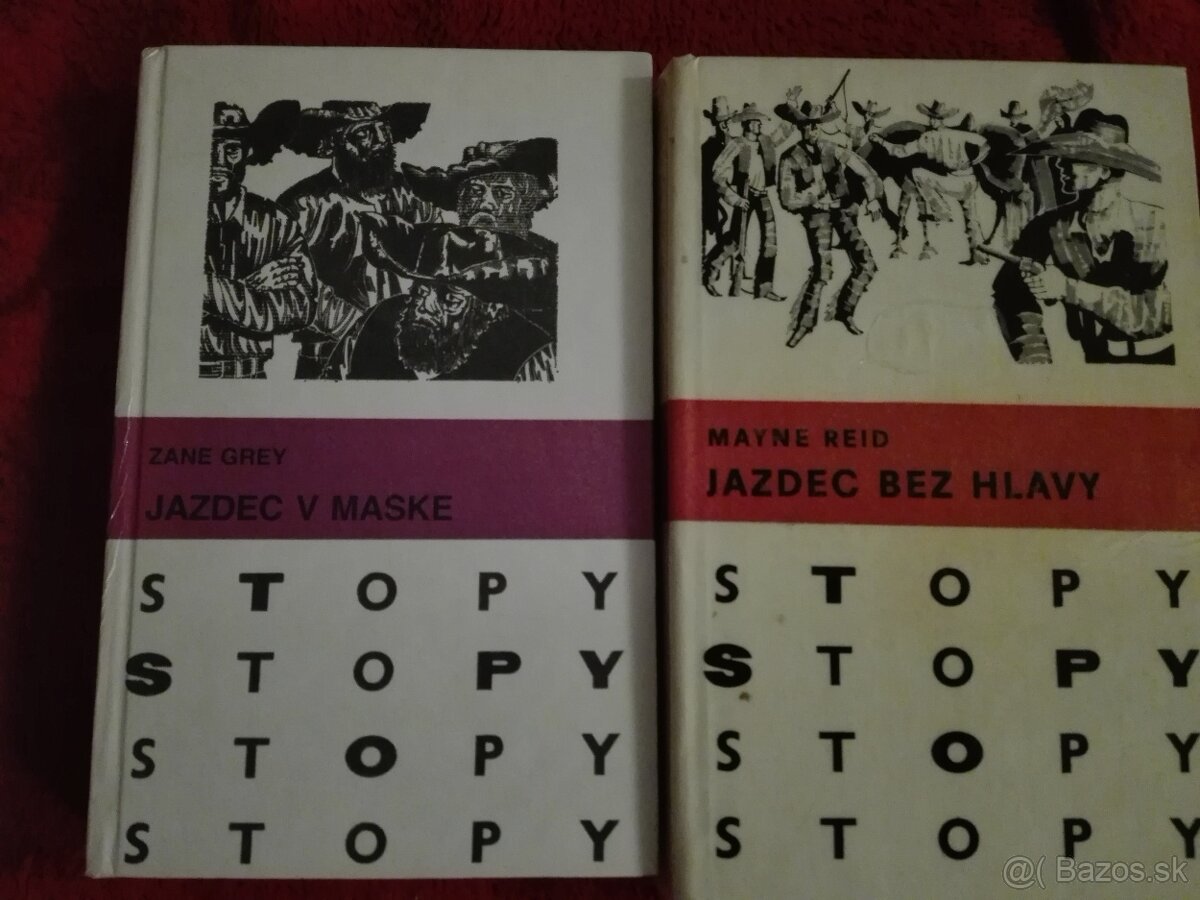 ZANE GREY
JAZDEC V MASKE
S T O P Y
S T O P Y
S T O P Y
S T O P Y
MAYNE REID
JAZDEC BEZ HLAVY
S T O P Y
S T O P Y
S T O P Y
S T O P Y
@( Bazos.sk